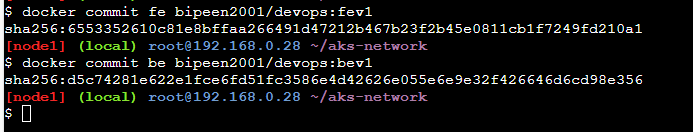 $ docker commit fe bipeen2001/devops:fev1
sha256:6553352610c81e8bffaa266491d47212b467b23f2b45e0811cb1f7249fd210a1
[node1] (local) root@192.168.0.28 ~/aks-network
$ docker commit be bipeen2001/devops:bev1
sha256:d5c74281e622e1fce6fd51fc3586e4d42626e055e6e9e32f426646d6cd98e356
[node1] (local) root@192.168.0.28 ~/aks-network
$